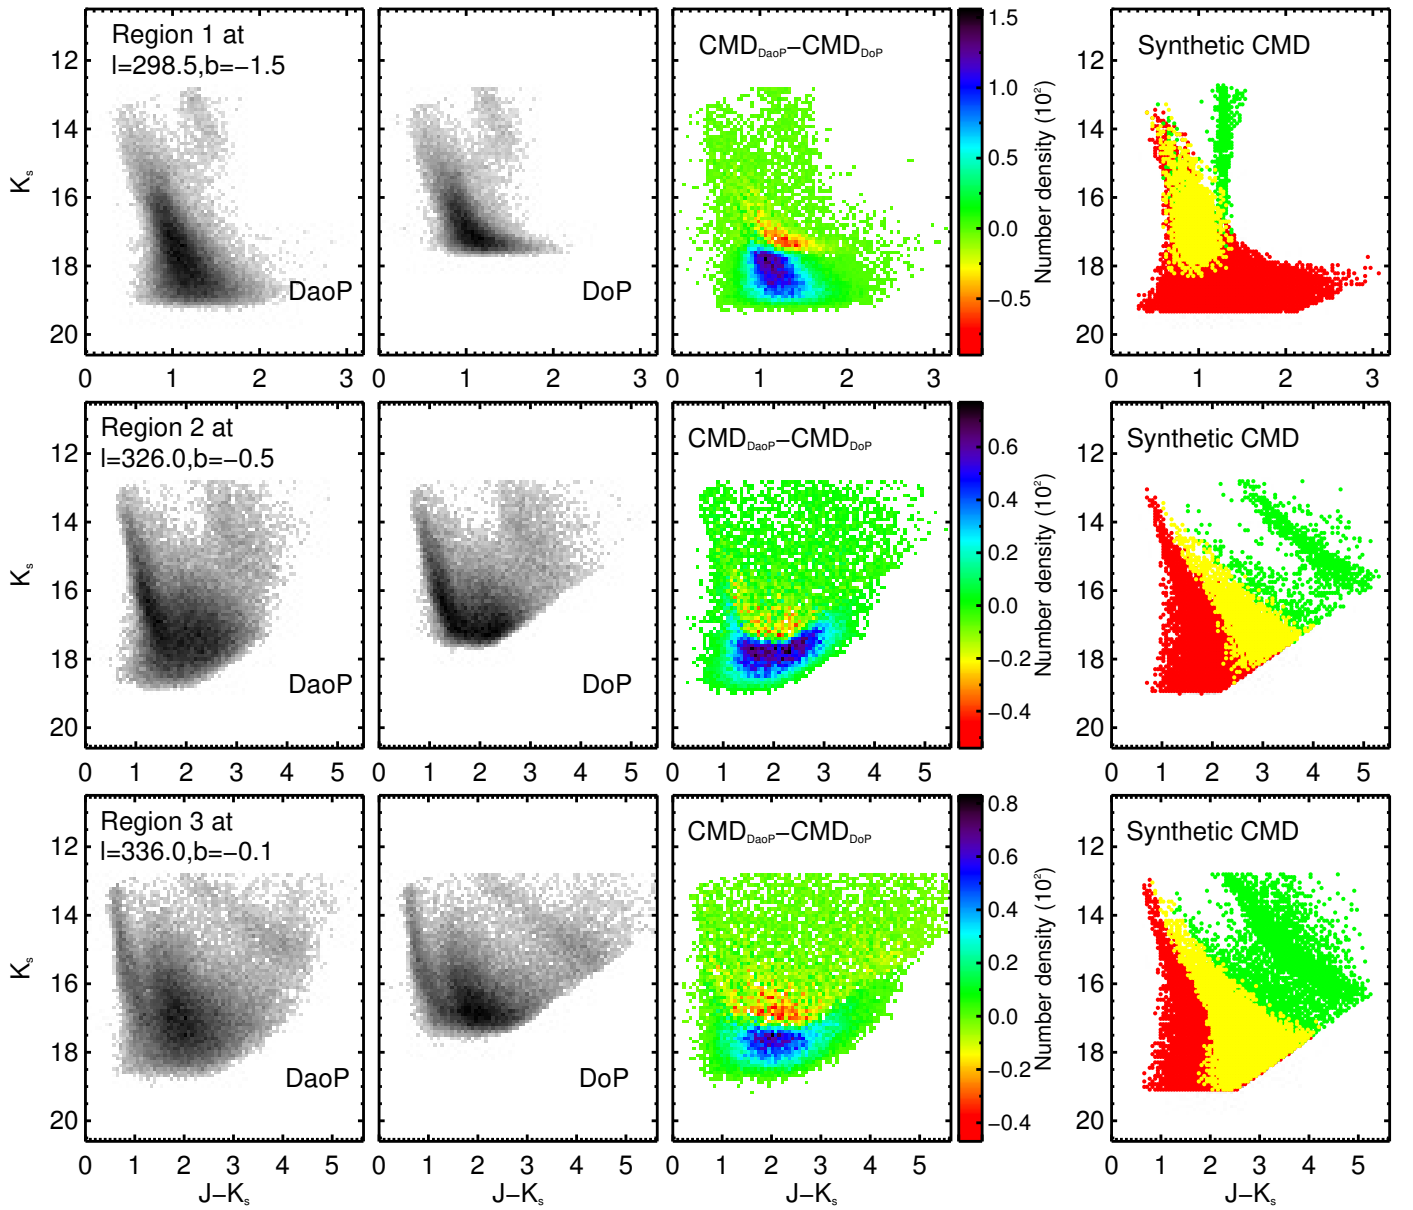 Region 1 at
l=298.5,b=−1.5
DaoP
DoP
CMD_DaoP−CMD_DoP
Synthetic CMD
K_s
12
14
16
18
20
0 1 2 3
0 1 2 3
0 1 2 3
Number density (10²)
1.5
1.0
0.5
0.0
−0.5
12
14
16
18
20
0 1 2 3
Region 2 at
l=326.0,b=−0.5
DaoP
DoP
CMD_DaoP−CMD_DoP
Synthetic CMD
K_s
12
14
16
18
20
0 1 2 3 4 5
0 1 2 3 4 5
0 1 2 3 4 5
Number density (10²)
0.6
0.4
0.2
0.0
−0.2
−0.4
12
14
16
18
20
0 1 2 3 4 5
Region 3 at
l=336.0,b=−0.1
DaoP
DoP
CMD_DaoP−CMD_DoP
Synthetic CMD
K_s
12
14
16
18
20
0 1 2 3 4 5
0 1 2 3 4 5
0 1 2 3 4 5
Number density (10²)
0.8
0.6
0.4
0.2
0.0
−0.2
−0.4
12
14
16
18
20
0 1 2 3 4 5
J−K_s
J−K_s
J−K_s
J−K_s